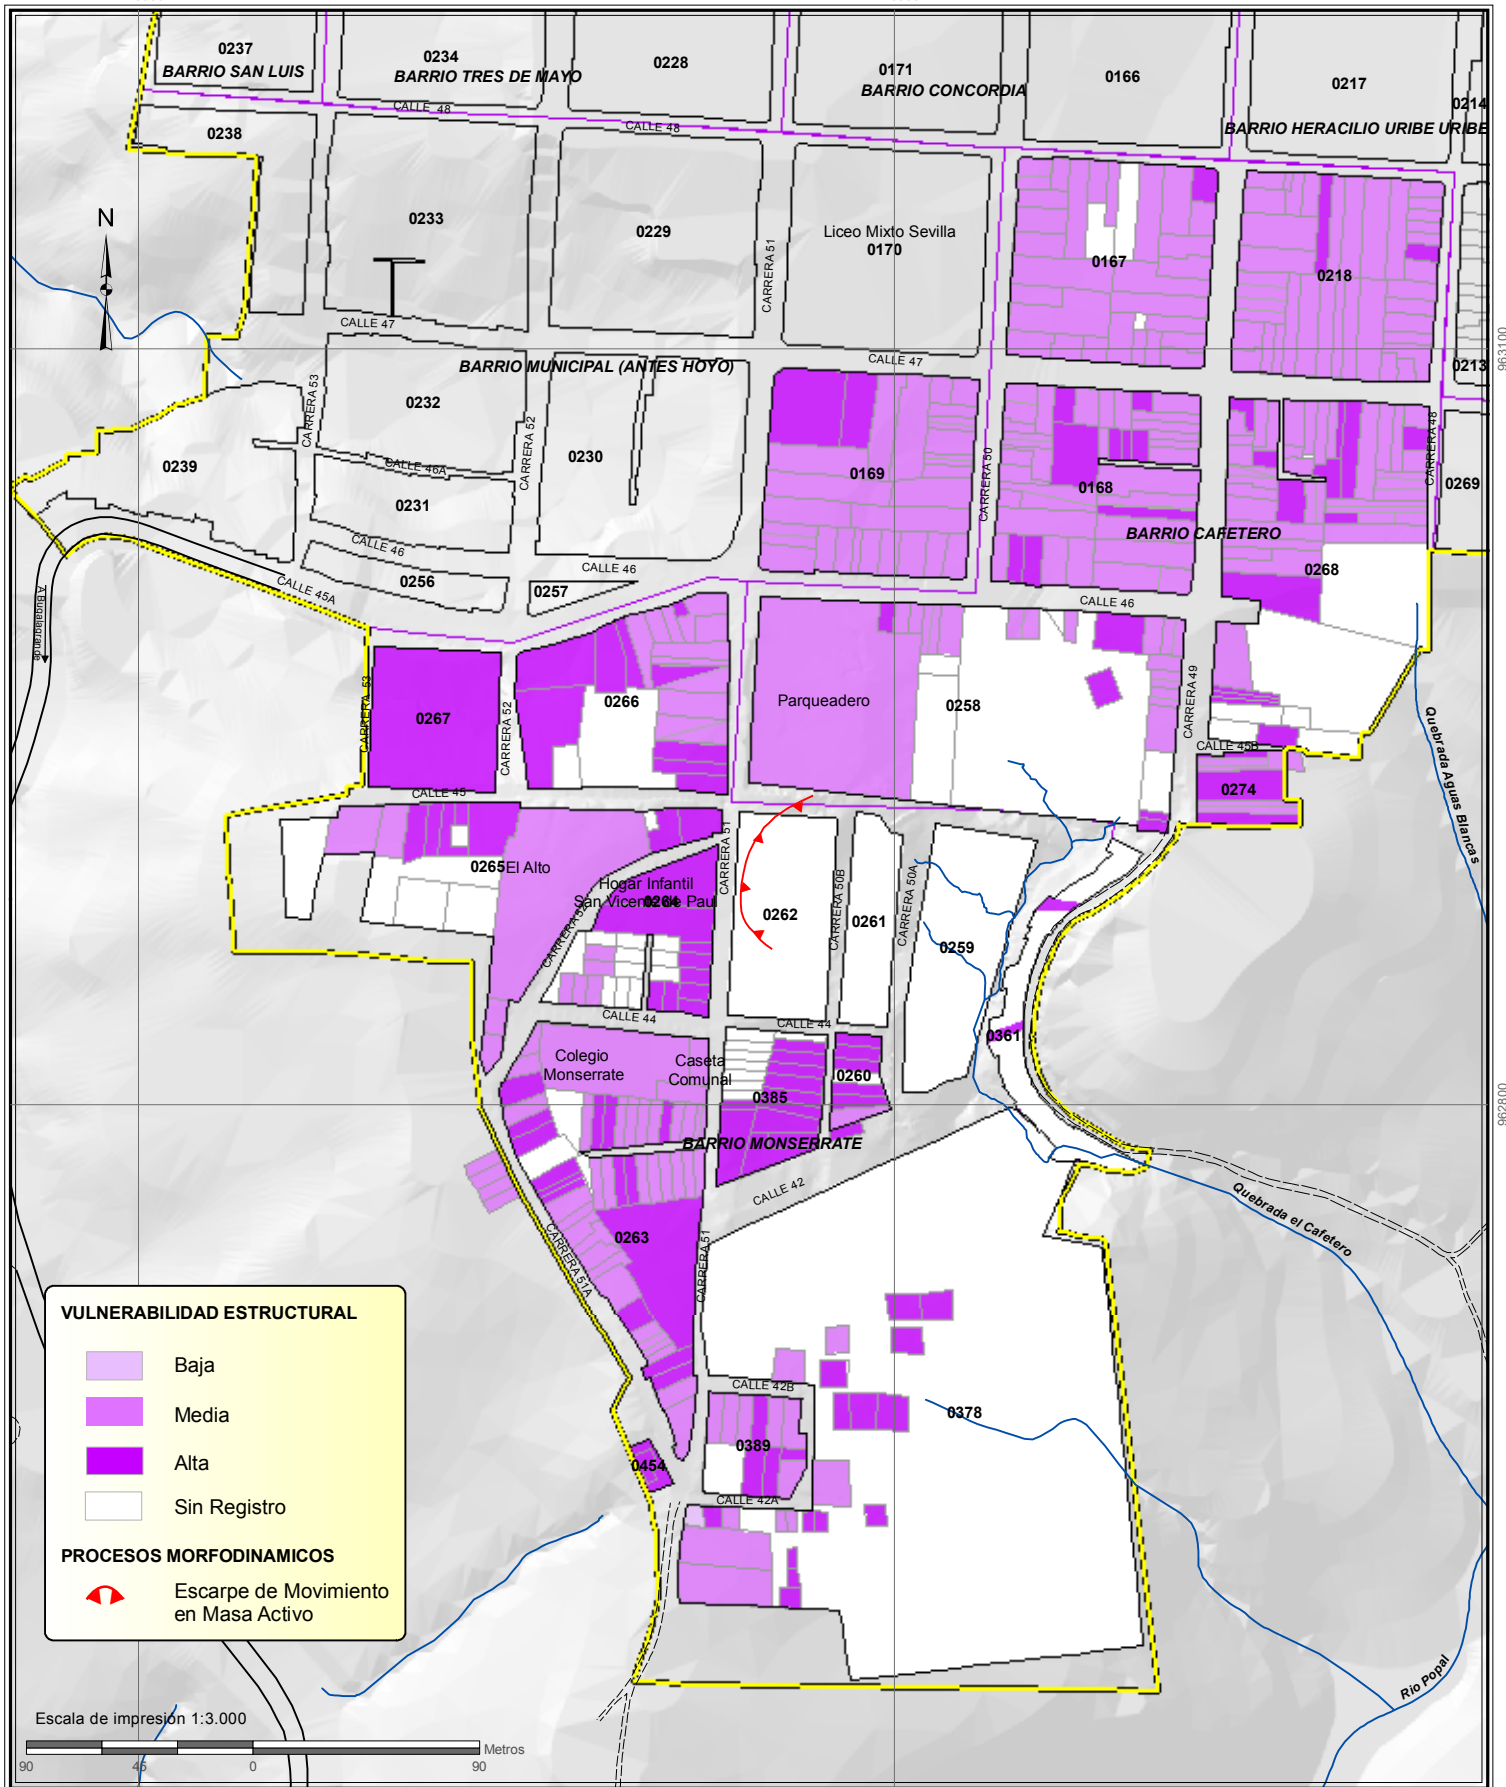 0237
BARRIO SAN LUIS
0234
BARRIO TRES DE MAYO
0228
0171
BARRIO CONCORDIA
0166
0217
0214
BARRIO HERACILIO URIBE URIBE
CALLE 48
CALLE 48
0238
N
0233
0229
CARRERA 51
Liceo Mixto Sevilla
0170
0167
0218
CALLE 47
CALLE 47
963100
0213
BARRIO MUNICIPAL (ANTES HOYO)
CARRERA 53
0232
CARRERA 52
0239
CALLE 46A
0230
0169
CARRERA 50
0168
CARRERA 48
0269
0231
BARRIO CAFETERO
CALLE 46
CALLE 46
0256
0257
0268
CALLE 45A
CALLE 46
A Bugalagrande
CARRERA 53
0267
CARRERA 52
0266
Parqueadero
0258
CARRERA 49
CALLE 45B
Quebrada Aguas Blancas
0274
CALLE 45
CARRERA 51
0265
El Alto
Hogar Infantil
San Vicente de Paul
0264
CARRERA 52
0262
CARRERA 50B
0261
CARRERA 50A
0259
CALLE 44
CALLE 44
0361
Colegio
Monserrate
Caseta
Comunal
0385
0260
962800
BARRIO MONSERRATE
CALLE 42
Quebrada el Cafetero
0263
CARRERA 51A
CARRERA 51
VULNERABILIDAD ESTRUCTURAL
Baja
Media
Alta
Sin Registro
PROCESOS MORFODINAMICOS
Escarpe de Movimiento
en Masa Activo
CALLE 42B
0378
0389
0454
CALLE 42A
Rio Popal
Escala de impresión 1:3.000
Metros
90
45
0
90